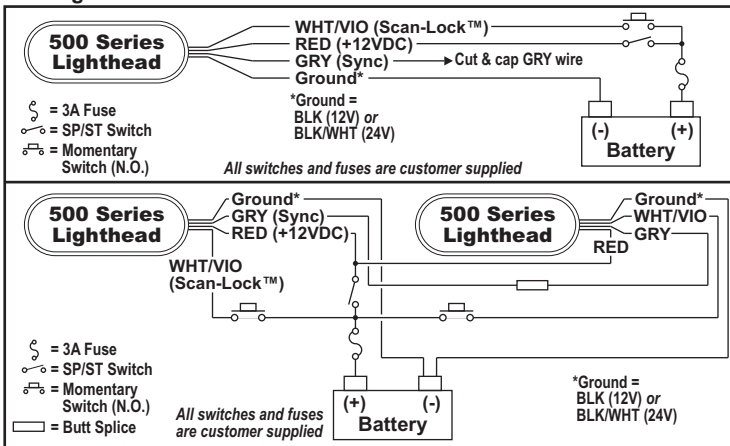 500 Series
Lighthead
WHT/VIO (Scan-Lock™)
RED (+12VDC)
GRY (Sync)
Cut & cap GRY wire
Ground*
*Ground =
BLK (12V) or
BLK/WHT (24V)
= 3A Fuse
= SP/ST Switch
= Momentary
Switch (N.O.)
All switches and fuses are customer supplied
(-) (+)
Battery
500 Series
Lighthead
Ground*
GRY (Sync)
RED (+12VDC)
WHT/VIO
(Scan-Lock™)
500 Series
Lighthead
Ground*
WHT/VIO
GRY
RED
= 3A Fuse
= SP/ST Switch
= Momentary
Switch (N.O.)
= Butt Splice
All switches and fuses
are customer supplied
(+) (-)
Battery
*Ground =
BLK (12V) or
BLK/WHT (24V)